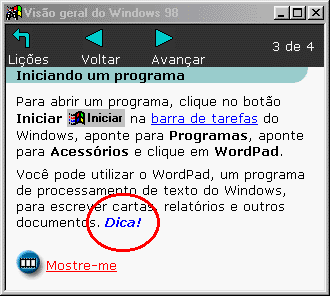 Visão geral do Windows 98
Lições
Voltar
Avançar
3 de 4
Iniciando um programa
Para abrir um programa, clique no botão
Iniciar Iniciar na barra de tarefas do
Windows, aponte para Programas, aponte
para Acessórios e clique em WordPad.
Você pode utilizar o WordPad, um programa
de processamento de texto do Windows,
para escrever cartas, relatórios e outros
documentos. Dica!
Mostre-me